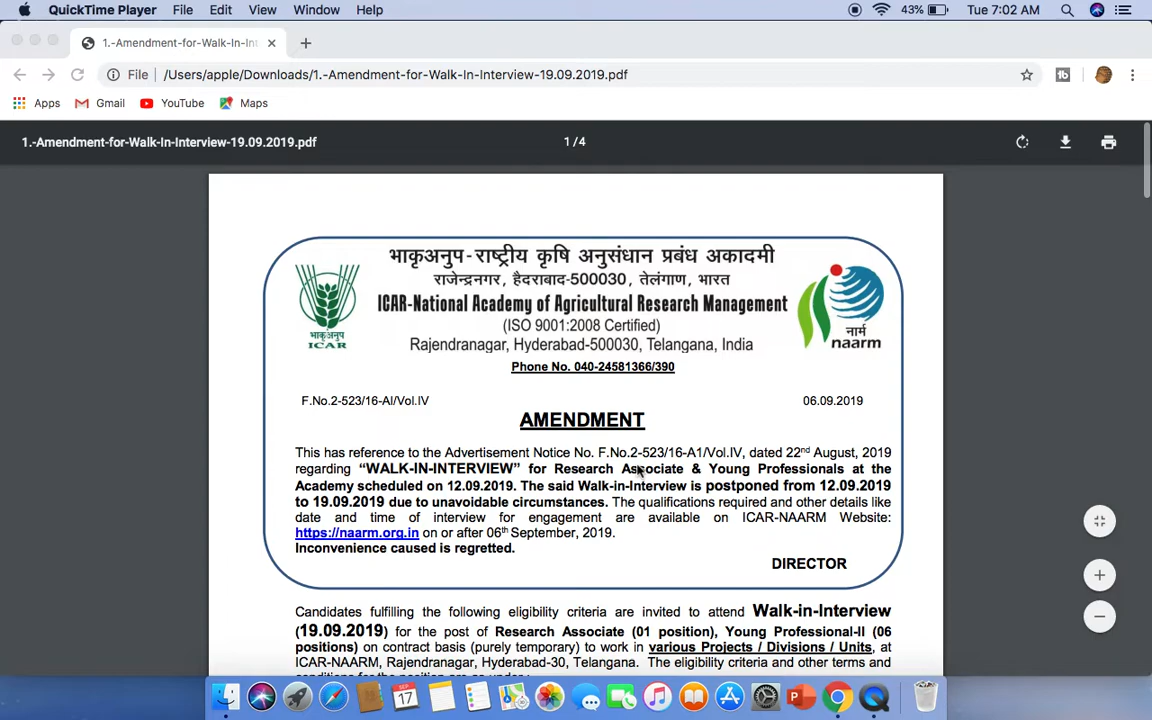 QuickTime Player File Edit View Window Help 43% Tue 7:02 AM
1.-Amendment-for-Walk-In-Int
File /Users/apple/Downloads/1.-Amendment-for-Walk-In-Interview-19.09.2019.pdf
Apps Gmail YouTube Maps
1.-Amendment-for-Walk-In-Interview-19.09.2019.pdf 1 / 4
भाकृअनुप-राष्ट्रीय कृषि अनुसंधान प्रबंध अकादमी
राजेन्द्रनगर, हैदराबाद-500030, तेलंगाण, भारत
ICAR-National Academy of Agricultural Research Management
(ISO 9001:2008 Certified)
Rajendranagar, Hyderabad-500030, Telangana, India
भाकृअनुप
ICAR
नार्म
naarm
Phone No. 040-24581366/390
F.No.2-523/16-AI/Vol.IV 06.09.2019
AMENDMENT
This has reference to the Advertisement Notice No. F.No.2-523/16-A1/Vol.IV, dated 22nd August, 2019
regarding “WALK-IN-INTERVIEW” for Research Associate & Young Professionals at the
Academy scheduled on 12.09.2019. The said Walk-in-Interview is postponed from 12.09.2019
to 19.09.2019 due to unavoidable circumstances. The qualifications required and other details like
date and time of interview for engagement are available on ICAR-NAARM Website:
https://naarm.org.in on or after 06th September, 2019.
Inconvenience caused is regretted.
DIRECTOR
Candidates fulfilling the following eligibility criteria are invited to attend Walk-in-Interview
(19.09.2019) for the post of Research Associate (01 position), Young Professional-II (06
positions) on contract basis (purely temporary) to work in various Projects / Divisions / Units, at
ICAR-NAARM, Rajendranagar, Hyderabad-30, Telangana. The eligibility criteria and other terms and
conditions for the position are as under:
SEP
17